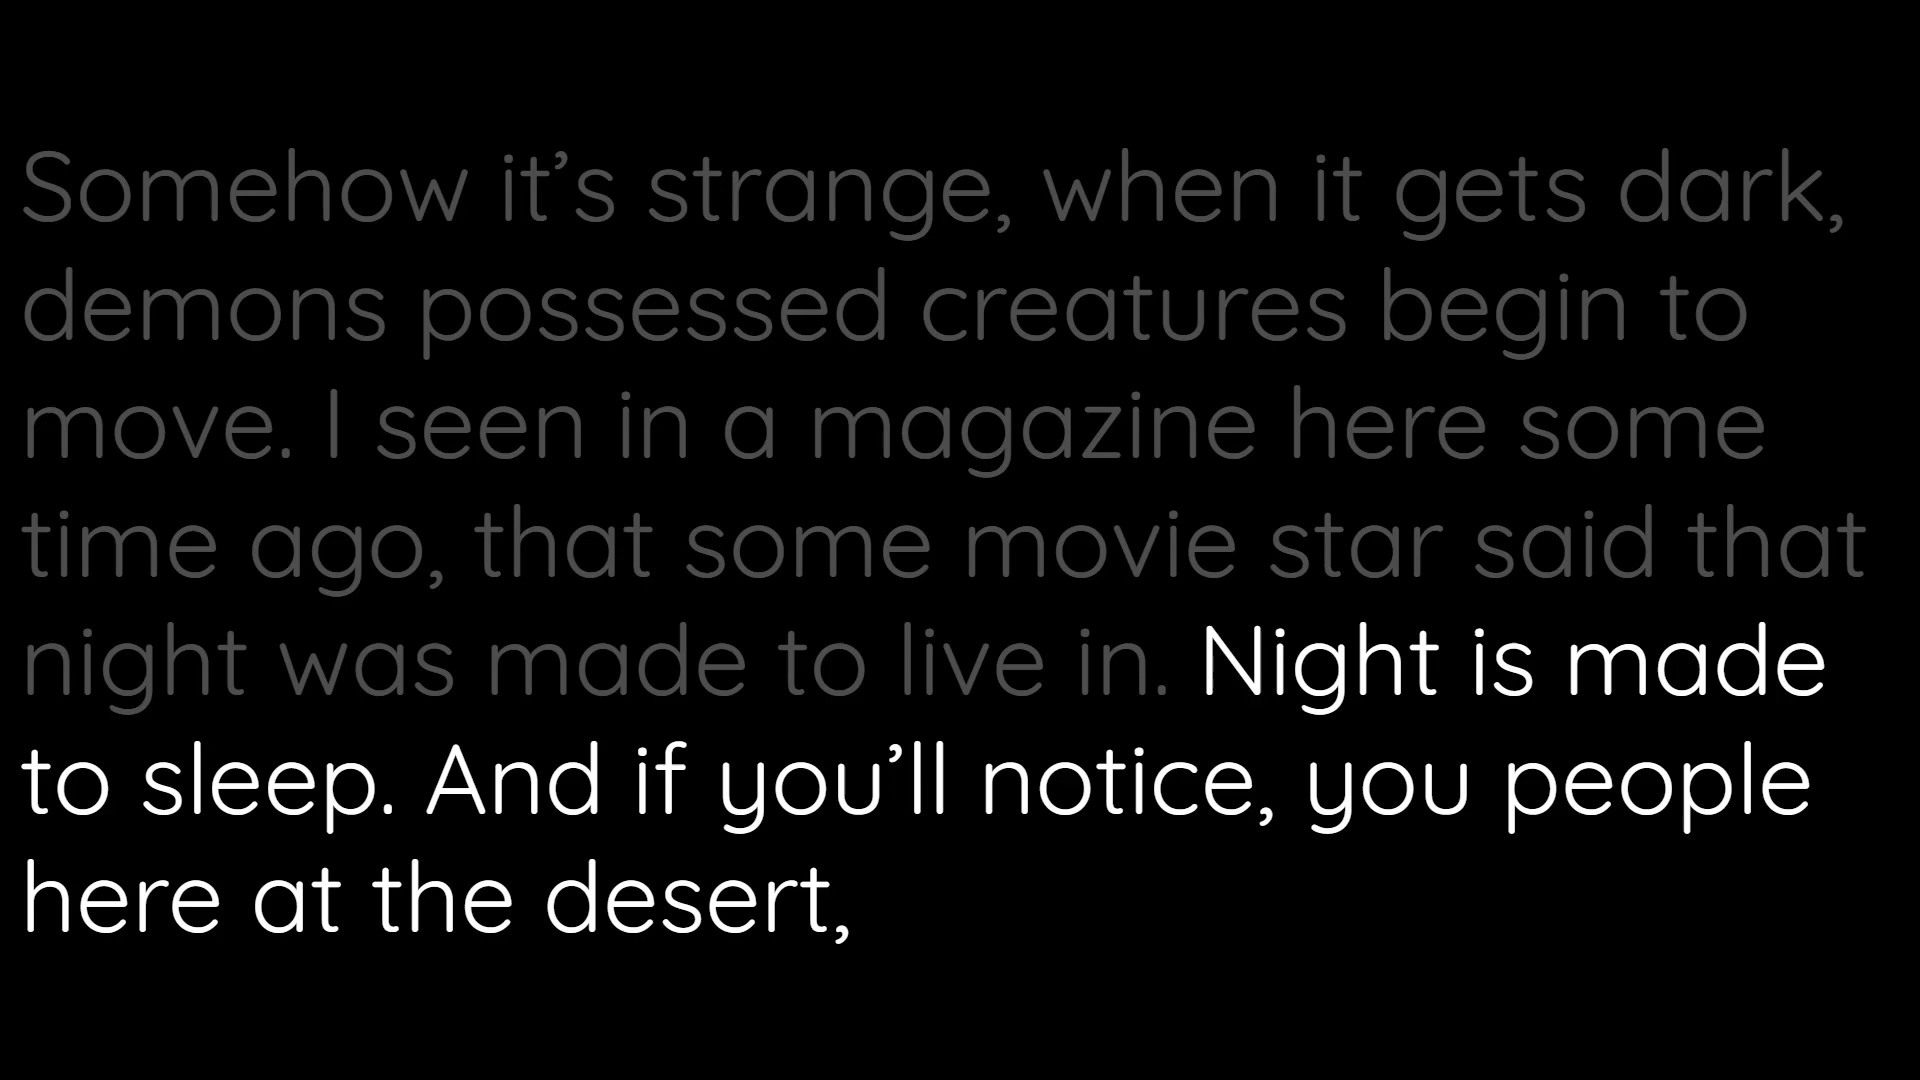 Somehow it’s strange, when it gets dark,
demons possessed creatures begin to
move. I seen in a magazine here some
time ago, that some movie star said that
night was made to live in. Night is made
to sleep. And if you’ll notice, you people
here at the desert,